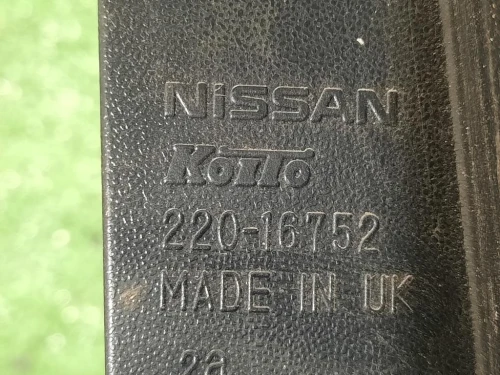 NiSSAN
KOITO
220-16752
MADE IN UK